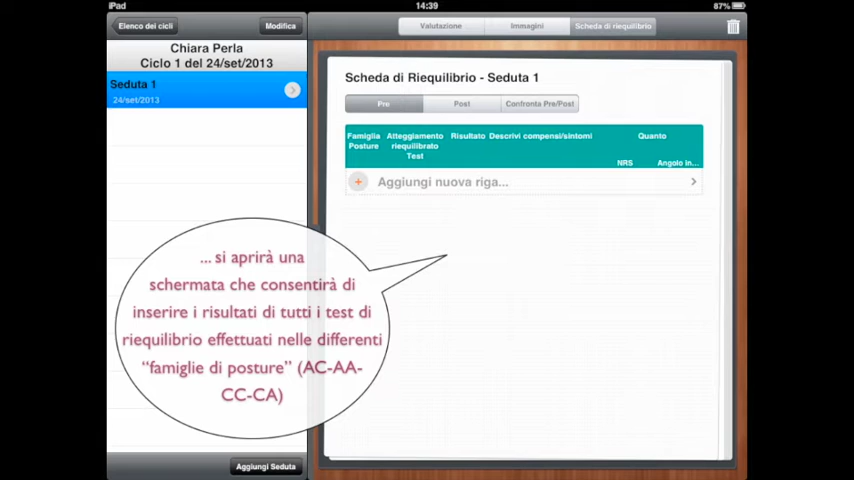 iPad
14:39
87%
Elenco dei cicli
Modifica
Valutazione
Immagini
Scheda di riequilibrio
Chiara Perla
Ciclo 1 del 24/set/2013
Seduta 1
24/set/2013
Scheda di Riequilibrio - Seduta 1
Pre
Post
Confronta Pre/Post
Famiglia
Posture
Atteggiamento
riequilibrato
Test
Risultato
Descrivi compensi/sintomi
Quanto
NRS
Angolo in...
+
Aggiungi nuova riga...
... si aprirà una
schermata che consentirà di
inserire i risultati di tutti i test di
riequilibrio effettuati nelle differenti
“famiglie di posture” (AC-AA-
CC-CA)
Aggiungi Seduta